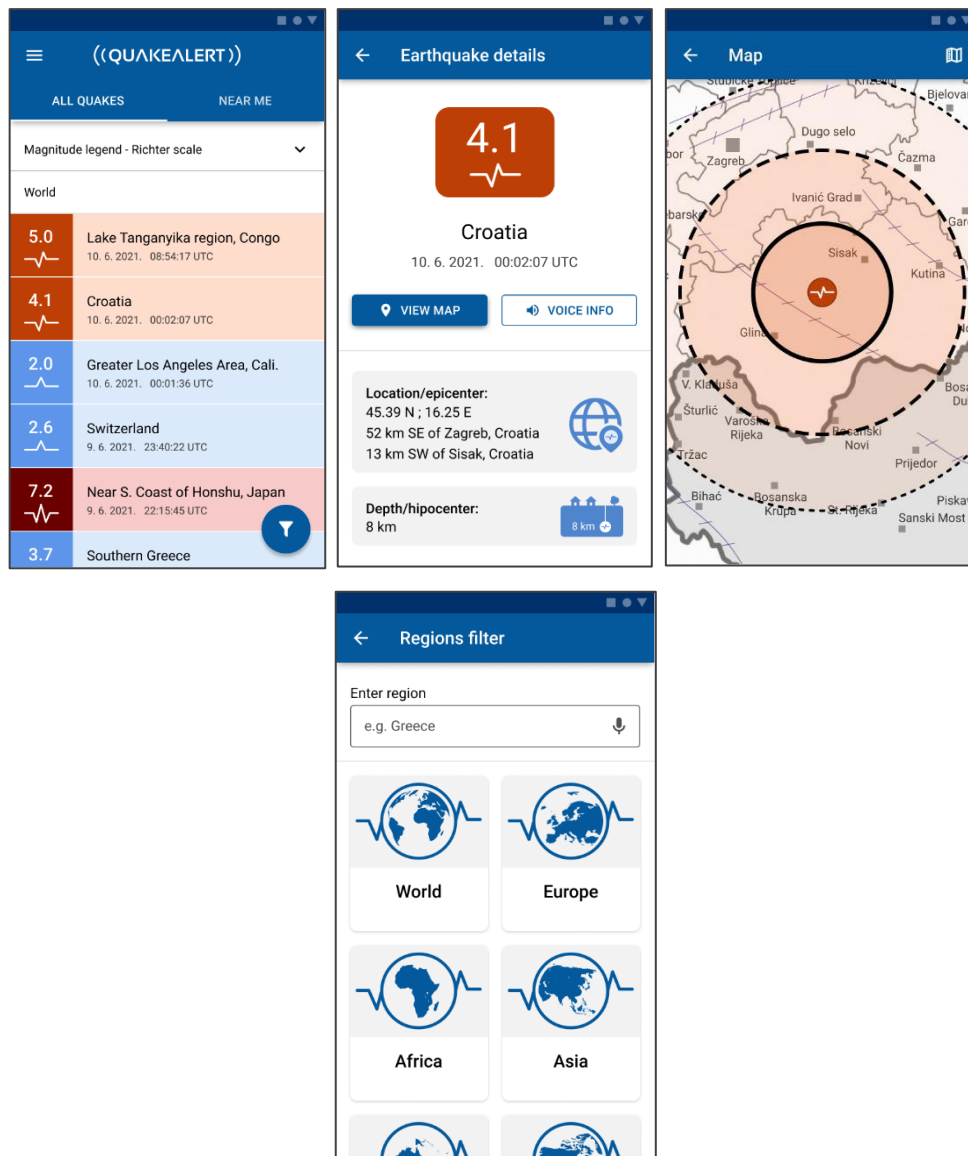 ((QUAKEALERT))
ALL QUAKES NEAR ME
Magnitude legend - Richter scale
World
5.0 Lake Tanganyika region, Congo
10. 6. 2021. 08:54:17 UTC
4.1 Croatia
10. 6. 2021. 00:02:07 UTC
2.0 Greater Los Angeles Area, Cali.
10. 6. 2021. 00:01:36 UTC
2.6 Switzerland
9. 6. 2021. 23:40:22 UTC
7.2 Near S. Coast of Honshu, Japan
9. 6. 2021. 22:15:45 UTC
3.7 Southern Greece
Earthquake details
4.1
Croatia
10. 6. 2021. 00:02:07 UTC
VIEW MAP VOICE INFO
Location/epicenter:
45.39 N ; 16.25 E
52 km SE of Zagreb, Croatia
13 km SW of Sisak, Croatia
Depth/hipocenter:
8 km
8 km
Map
Bjelovar
Dugo selo
Zagreb
Čazma
Ivanić Grad
Sisak
Kutina
Glina
V. Kladuša
Šturlić
Varoška
Rijeka
Bosanski
Novi
Tržac
Prijedor
Bihać
Bosanska
Krupa
St. Rijeka
Sanski Most
Regions filter
Enter region
e.g. Greece
World Europe
Africa Asia